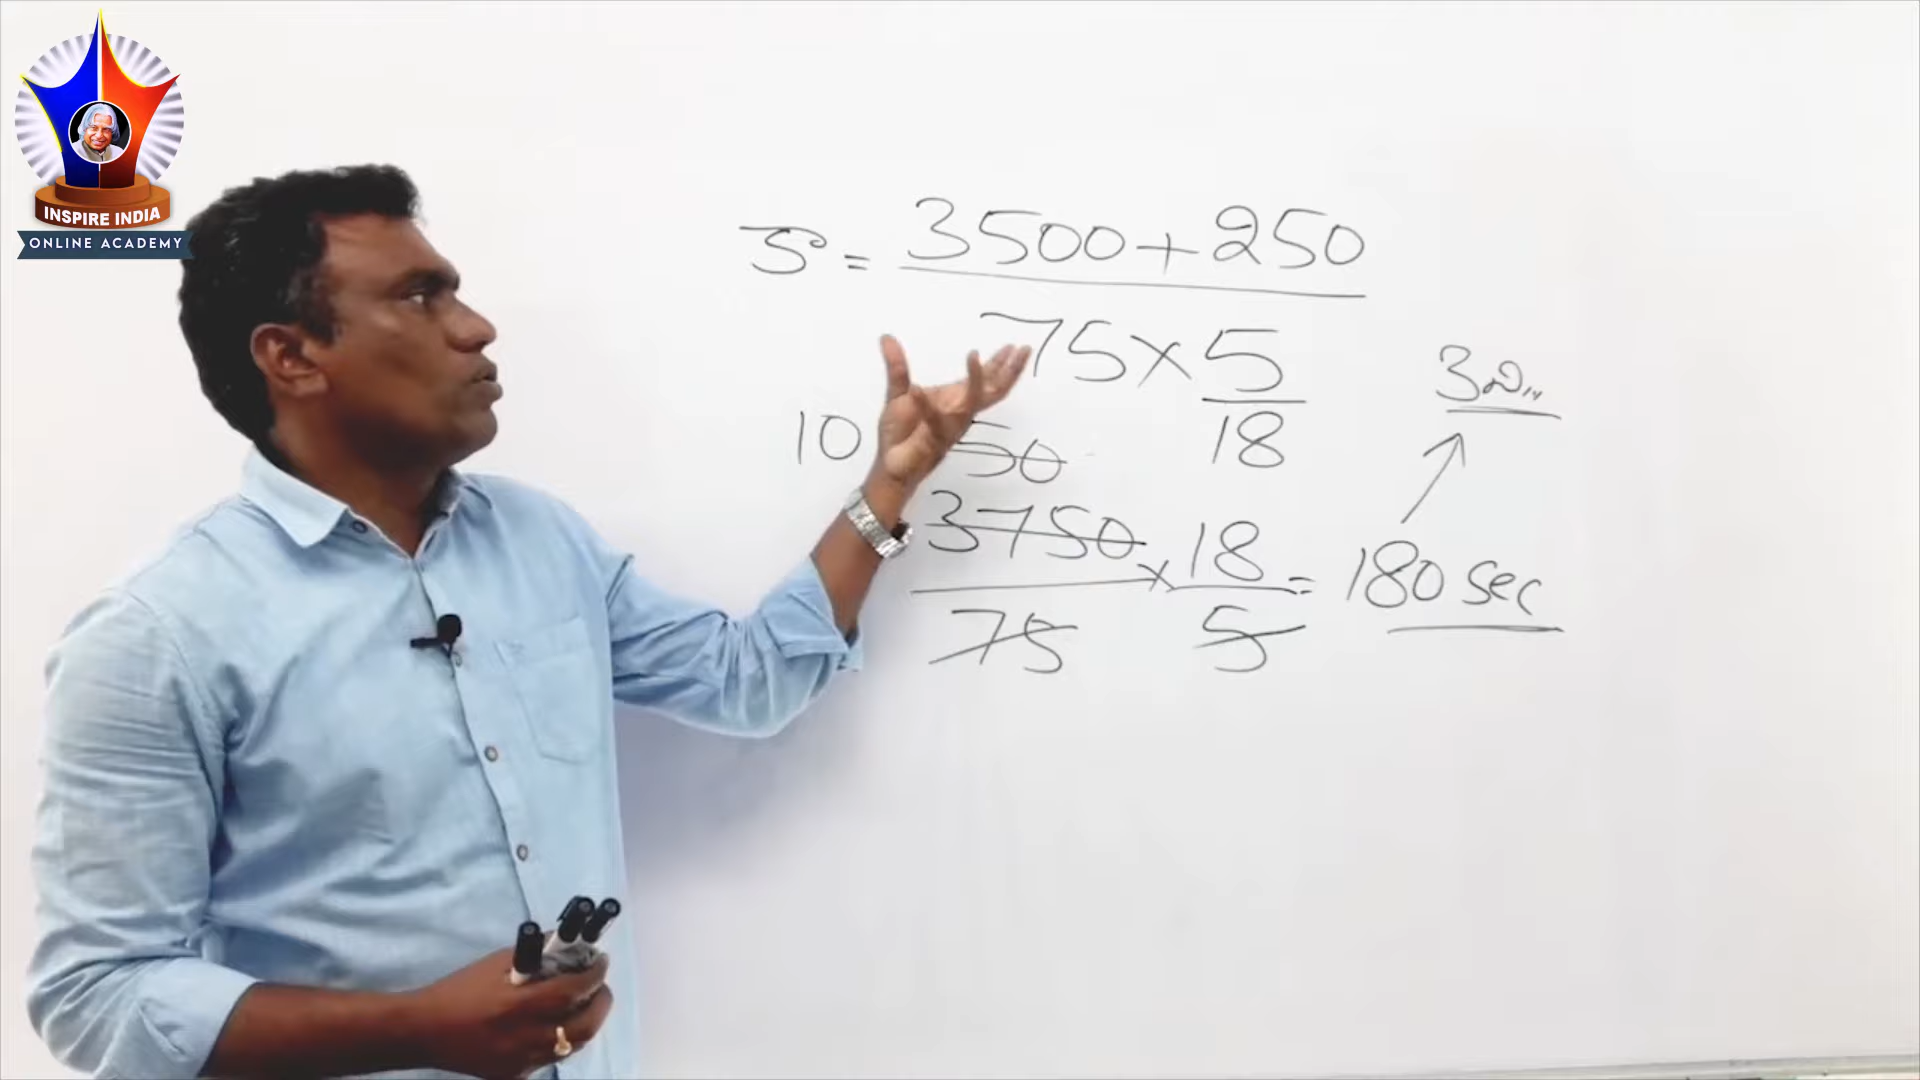 INSPIRE INDIA
ONLINE ACADEMY
= 3500+250
75 × 5
18
10
50
3750 × 18 = 180 sec
75 5